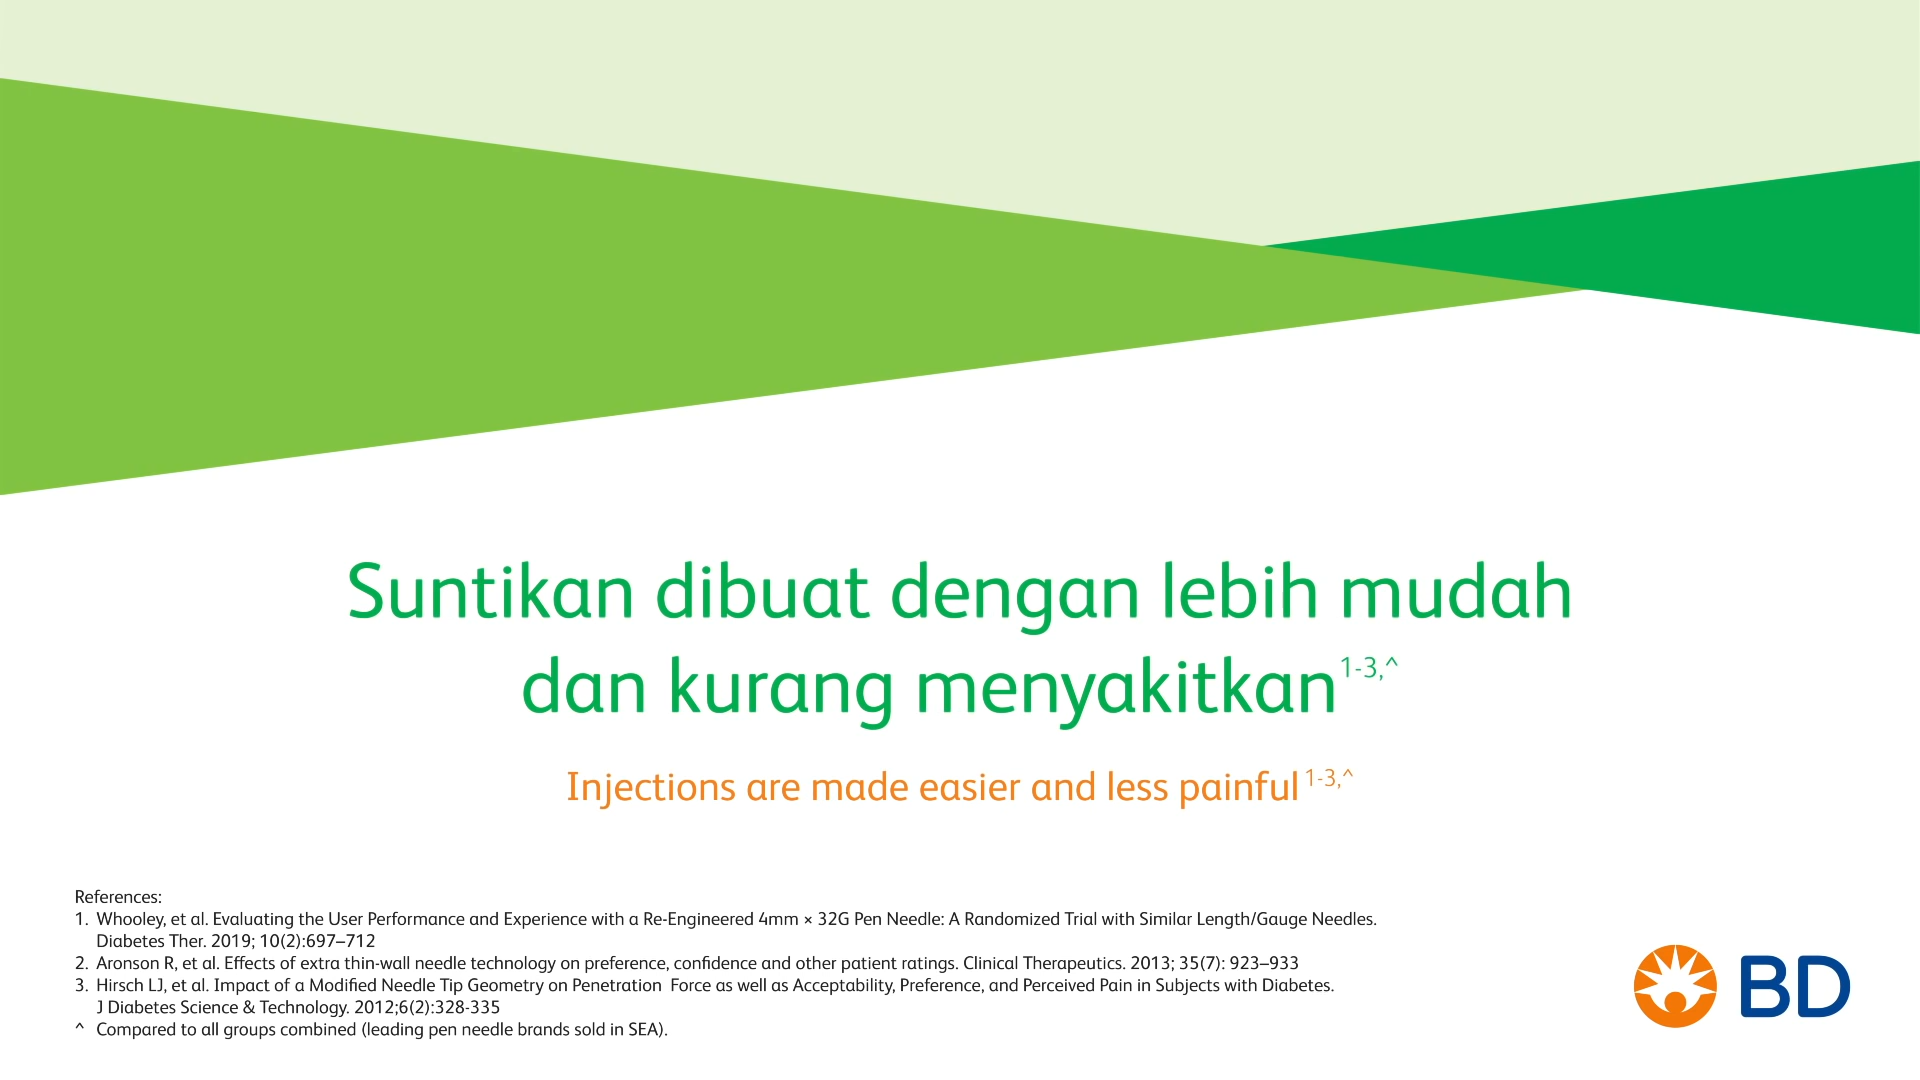 Suntikan dibuat dengan lebih mudah
dan kurang menyakitkan1-3,^
Injections are made easier and less painful1-3,^
References:
1. Whooley, et al. Evaluating the User Performance and Experience with a Re-Engineered 4mm × 32G Pen Needle: A Randomized Trial with Similar Length/Gauge Needles.
Diabetes Ther. 2019; 10(2):697–712
2. Aronson R, et al. Effects of extra thin-wall needle technology on preference, confidence and other patient ratings. Clinical Therapeutics. 2013; 35(7): 923–933
3. Hirsch LJ, et al. Impact of a Modified Needle Tip Geometry on Penetration Force as well as Acceptability, Preference, and Perceived Pain in Subjects with Diabetes.
J Diabetes Science & Technology. 2012;6(2):328-335
^ Compared to all groups combined (leading pen needle brands sold in SEA).
BD